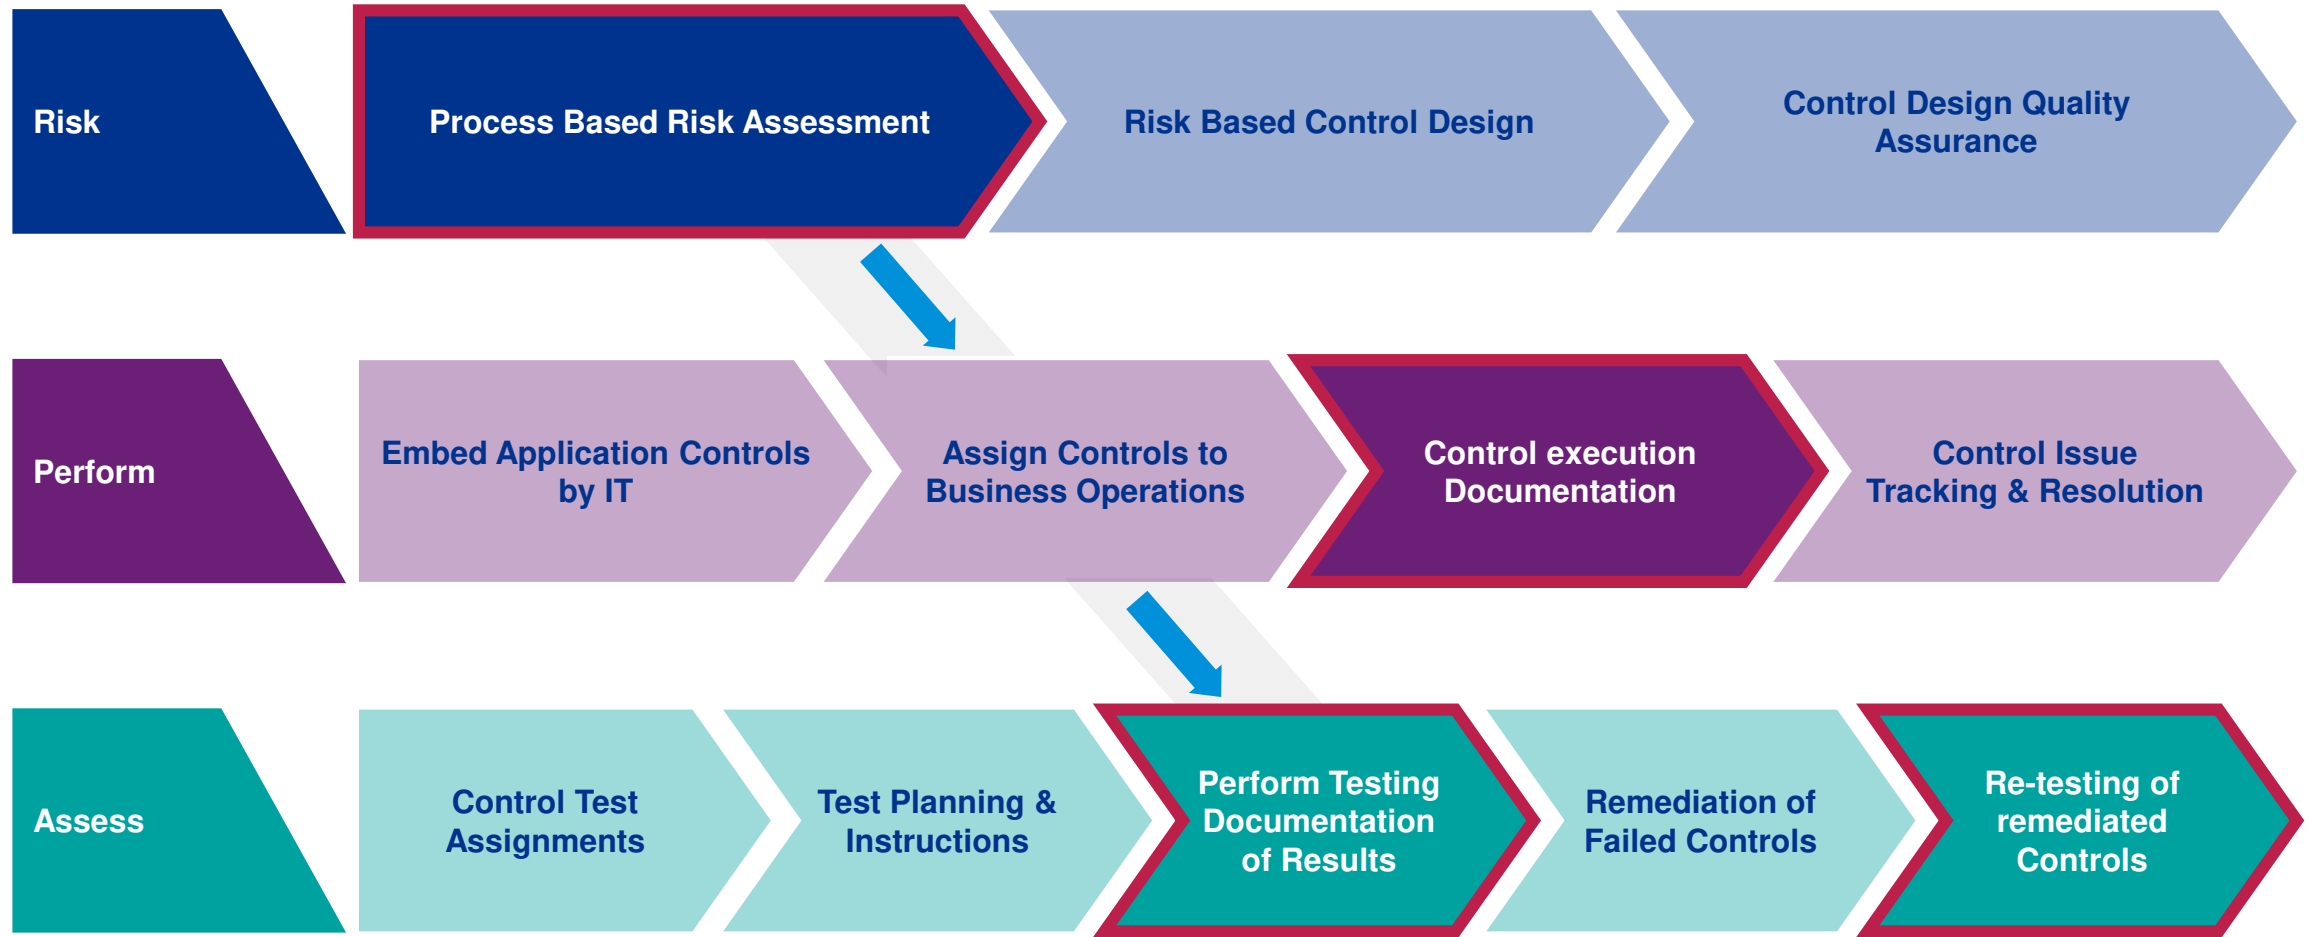 Risk
Process Based Risk Assessment
Risk Based Control Design
Control Design Quality
Assurance
Perform
Embed Application Controls
by IT
Assign Controls to
Business Operations
Control execution
Documentation
Control Issue
Tracking & Resolution
Assess
Control Test
Assignments
Test Planning &
Instructions
Perform Testing
Documentation
of Results
Remediation of
Failed Controls
Re-testing of
remediated
Controls